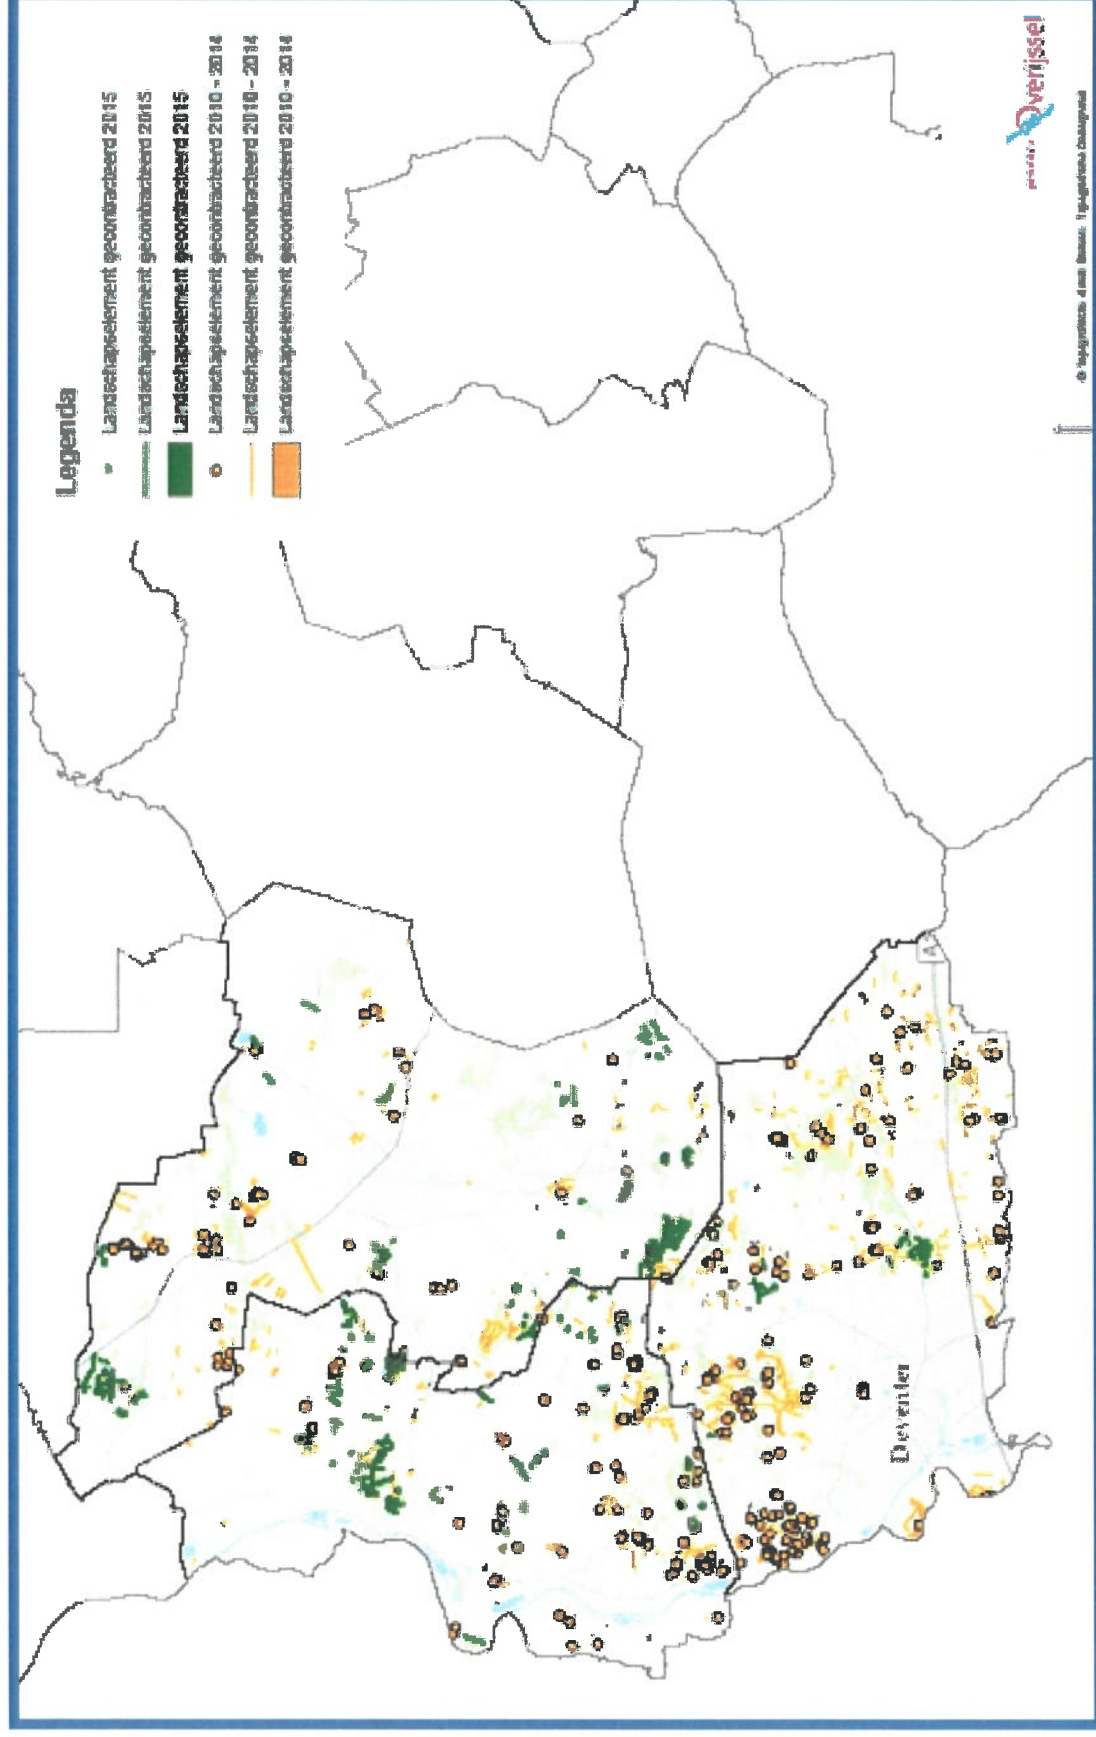 Legenda
Landschapselement gecontracteerd 2015
Landschapselement gecontracteerd 2015
Landschapselement gecontracteerd 2015
Landschapselement gecontracteerd 2010 - 2014
Landschapselement gecontracteerd 2010 - 2014
Landschapselement gecontracteerd 2010 - 2014
Deventer
Overijssel